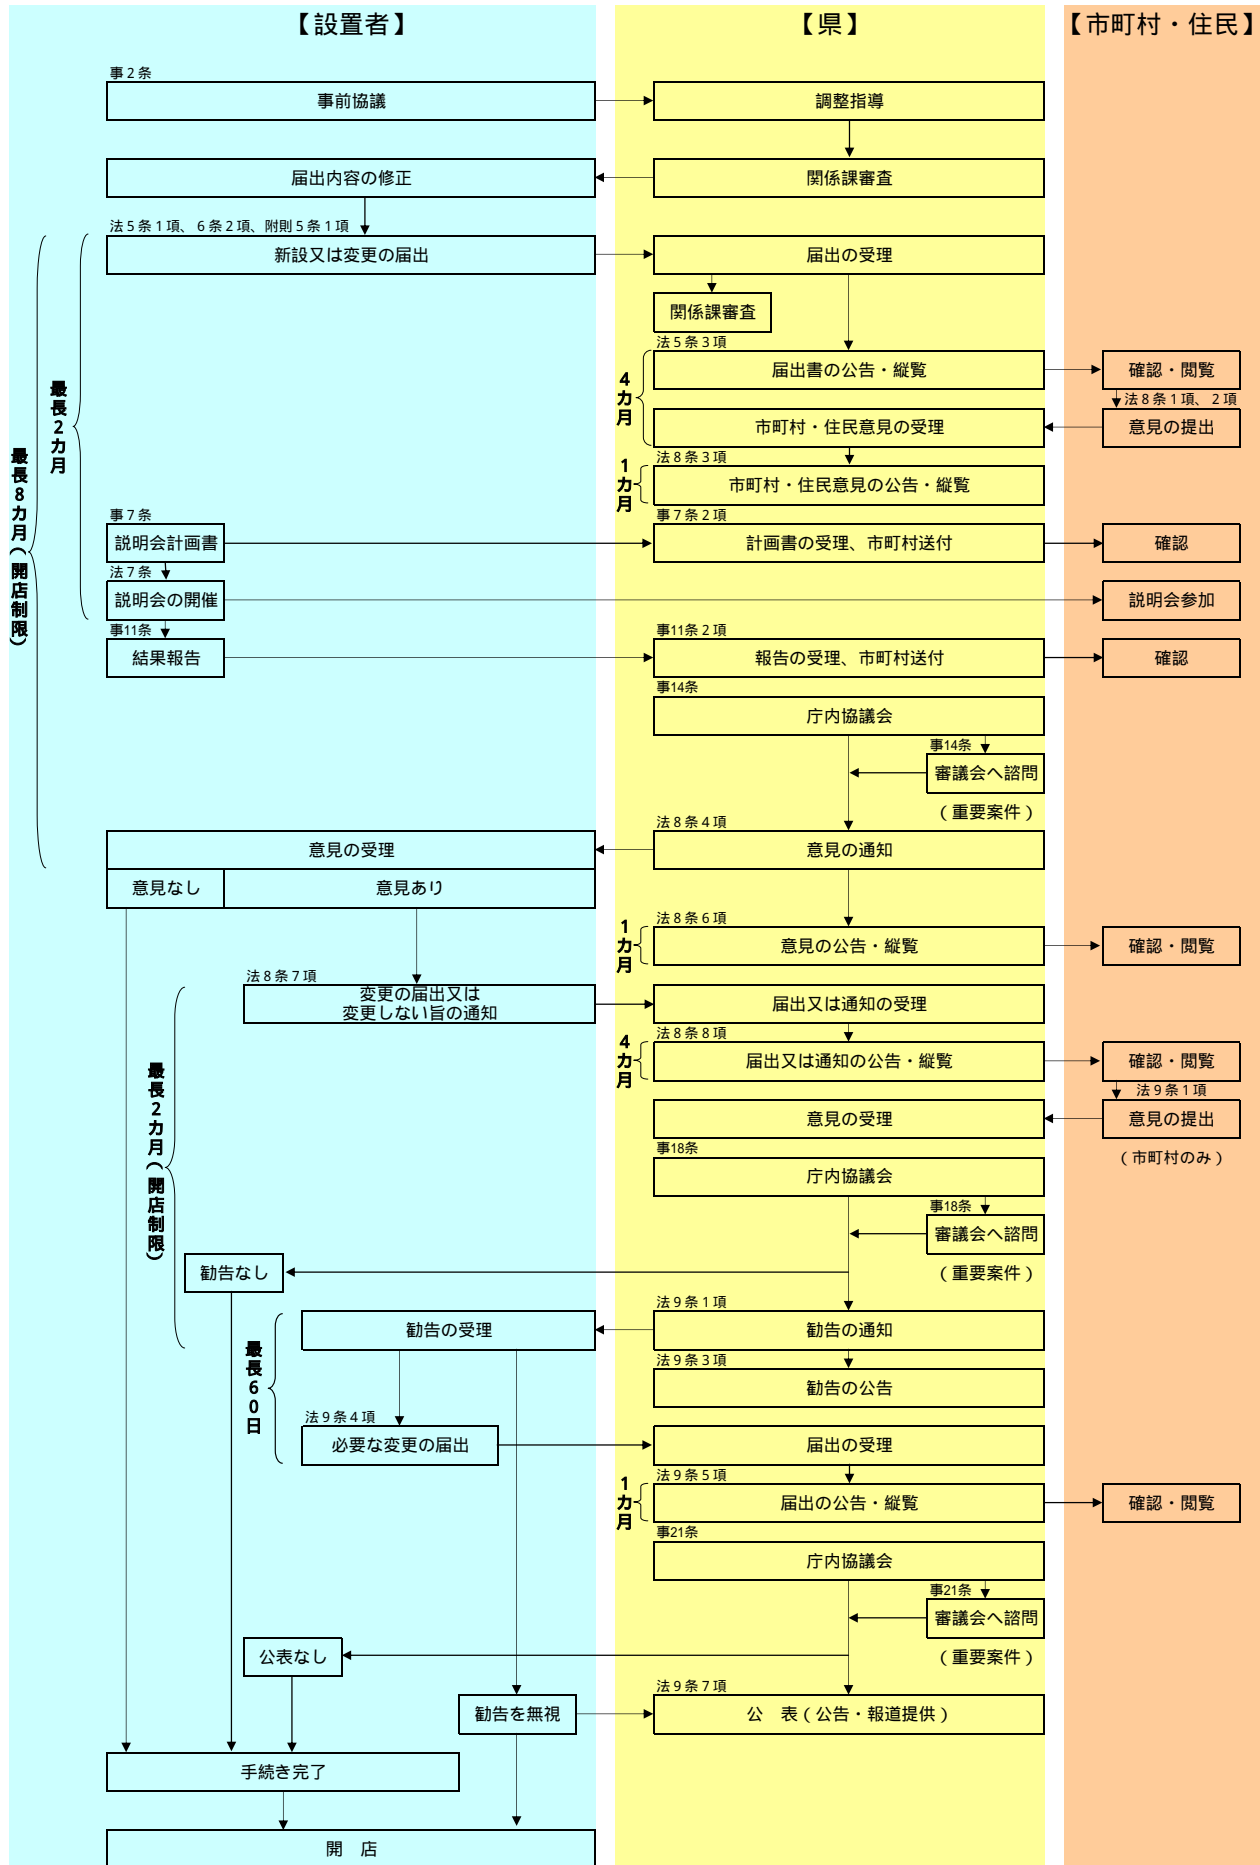 【設置者】
【県】
【市町村・住民】
事２条
事前協議
調整指導
届出内容の修正
関係課審査
法５条１項、６条２項、附則５条１項
新設又は変更の届出
届出の受理
関係課審査
法５条３項
届出書の公告・縦覧
確認・閲覧
4カ月
法８条１項、２項
市町村・住民意見の受理
意見の提出
最長2カ月
最長8カ月（開店制限）
法８条３項
1カ月
市町村・住民意見の公告・縦覧
事７条
事７条２項
説明会計画書
計画書の受理、市町村送付
確認
法７条
説明会の開催
説明会参加
事11条
事11条２項
結果報告
報告の受理、市町村送付
確認
事14条
庁内協議会
事14条
審議会へ諮問
（重要案件）
法８条４項
意見の受理
意見の通知
意見なし
意見あり
法８条６項
1カ月
意見の公告・縦覧
確認・閲覧
法８条７項
変更の届出又は
変更しない旨の通知
届出又は通知の受理
法８条８項
4カ月
届出又は通知の公告・縦覧
確認・閲覧
最長2カ月（開店制限）
法９条１項
意見の受理
意見の提出
（市町村のみ）
事18条
庁内協議会
事18条
審議会へ諮問
勧告なし
（重要案件）
法９条１項
勧告の受理
勧告の通知
最長60日
法９条３項
勧告の公告
法９条４項
必要な変更の届出
届出の受理
法９条５項
1カ月
届出の公告・縦覧
確認・閲覧
事21条
庁内協議会
事21条
審議会へ諮問
公表なし
（重要案件）
法９条７項
勧告を無視
公　表（公告・報道提供）
手続き完了
開　店